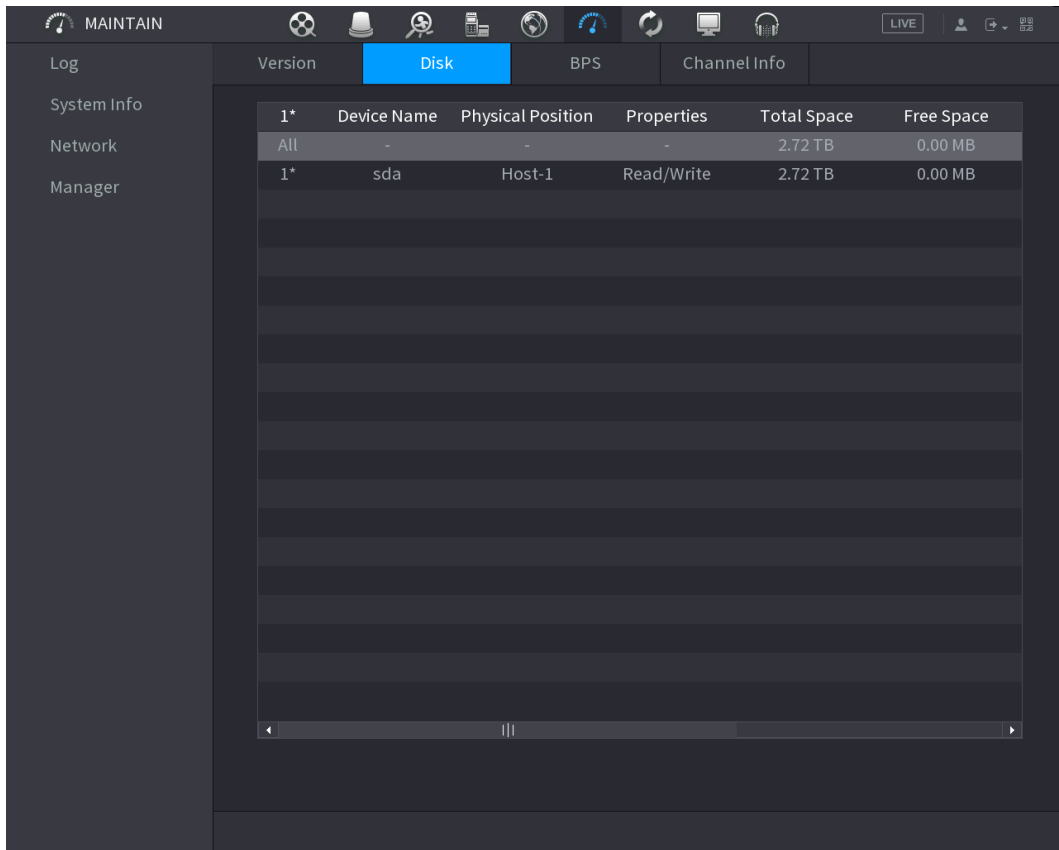 MAINTAIN LIVE
Log
System Info
Network
Manager
Version Disk BPS Channel Info
1* Device Name Physical Position Properties Total Space Free Space
All - - - 2.72 TB 0.00 MB
1* sda Host-1 Read/Write 2.72 TB 0.00 MB